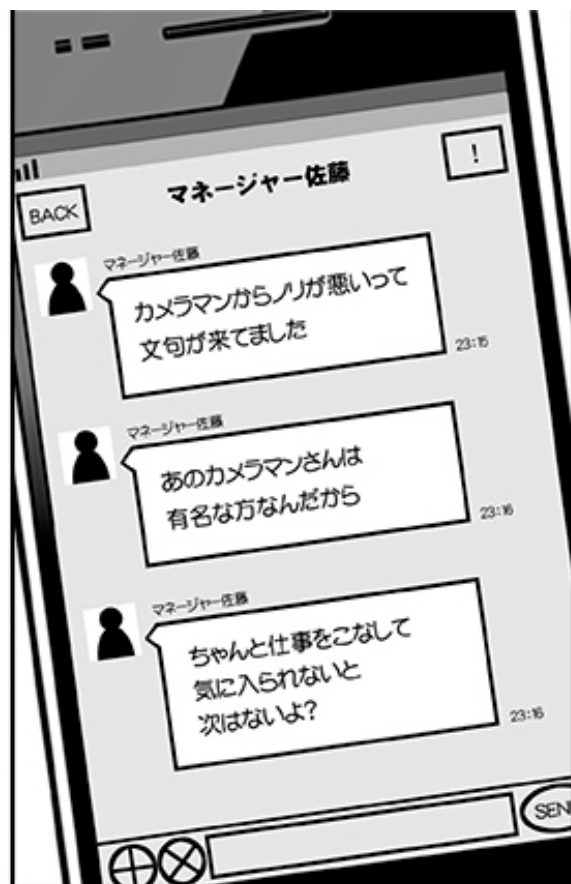 BACK
マネージャー佐藤
!
マネージャー佐藤
カメラマンからノリが悪いって
文句が来てました
23:15
マネージャー佐藤
あのカメラマンさんは
有名な方なんだから
23:16
マネージャー佐藤
ちゃんと仕事をこなして
気に入られないと
次はないよ?
23:16
SEND